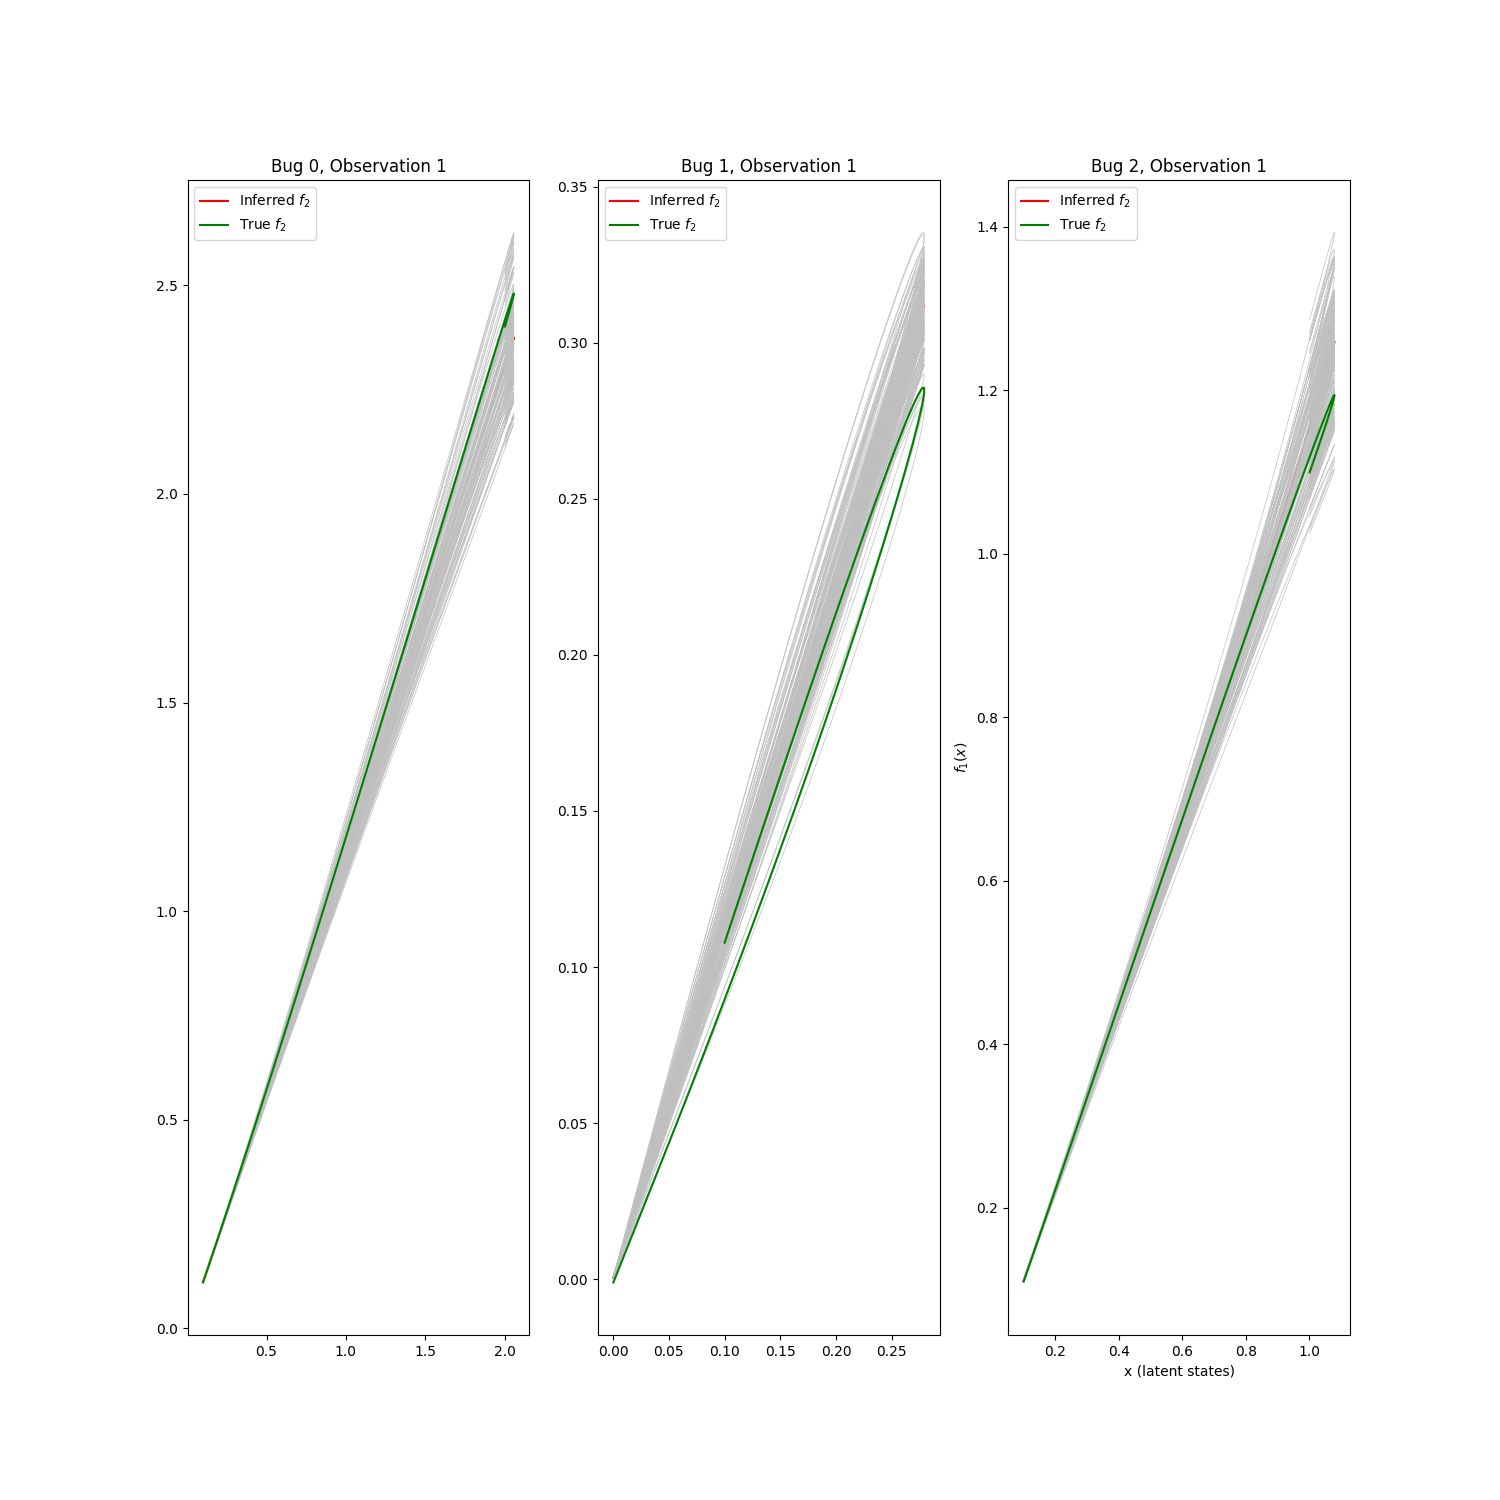 Bug 0, Observation 1
Inferred f₂
True f₂
2.5
2.0
1.5
1.0
0.5
0.0
0.5 1.0 1.5 2.0
Bug 1, Observation 1
Inferred f₂
True f₂
0.35
0.30
0.25
0.20
0.15
0.10
0.05
0.00
0.00 0.05 0.10 0.15 0.20 0.25
Bug 2, Observation 1
Inferred f₂
True f₂
1.4
1.2
1.0
0.8
0.6
0.4
0.2
f₁(x)
0.2 0.4 0.6 0.8 1.0
x (latent states)